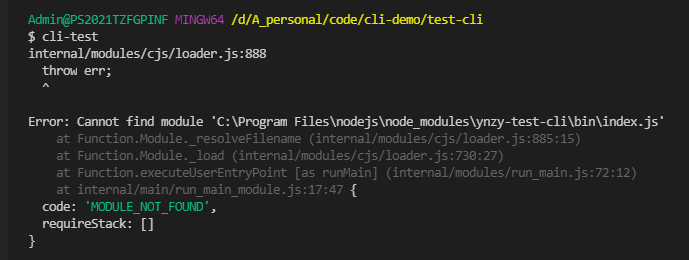 Admin@PS2021TZFGPINF MINGW64 /d/A_personal/code/cli-demo/test-cli
$ cli-test
internal/modules/cjs/loader.js:888
  throw err;
  ^

Error: Cannot find module 'C:\Program Files\nodejs\node_modules\ynzy-test-cli\bin\index.js'
    at Function.Module._resolveFilename (internal/modules/cjs/loader.js:885:15)
    at Function.Module._load (internal/modules/cjs/loader.js:730:27)
    at Function.executeUserEntryPoint [as runMain] (internal/modules/run_main.js:72:12)
    at internal/main/run_main_module.js:17:47 {
  code: 'MODULE_NOT_FOUND',
  requireStack: []
}